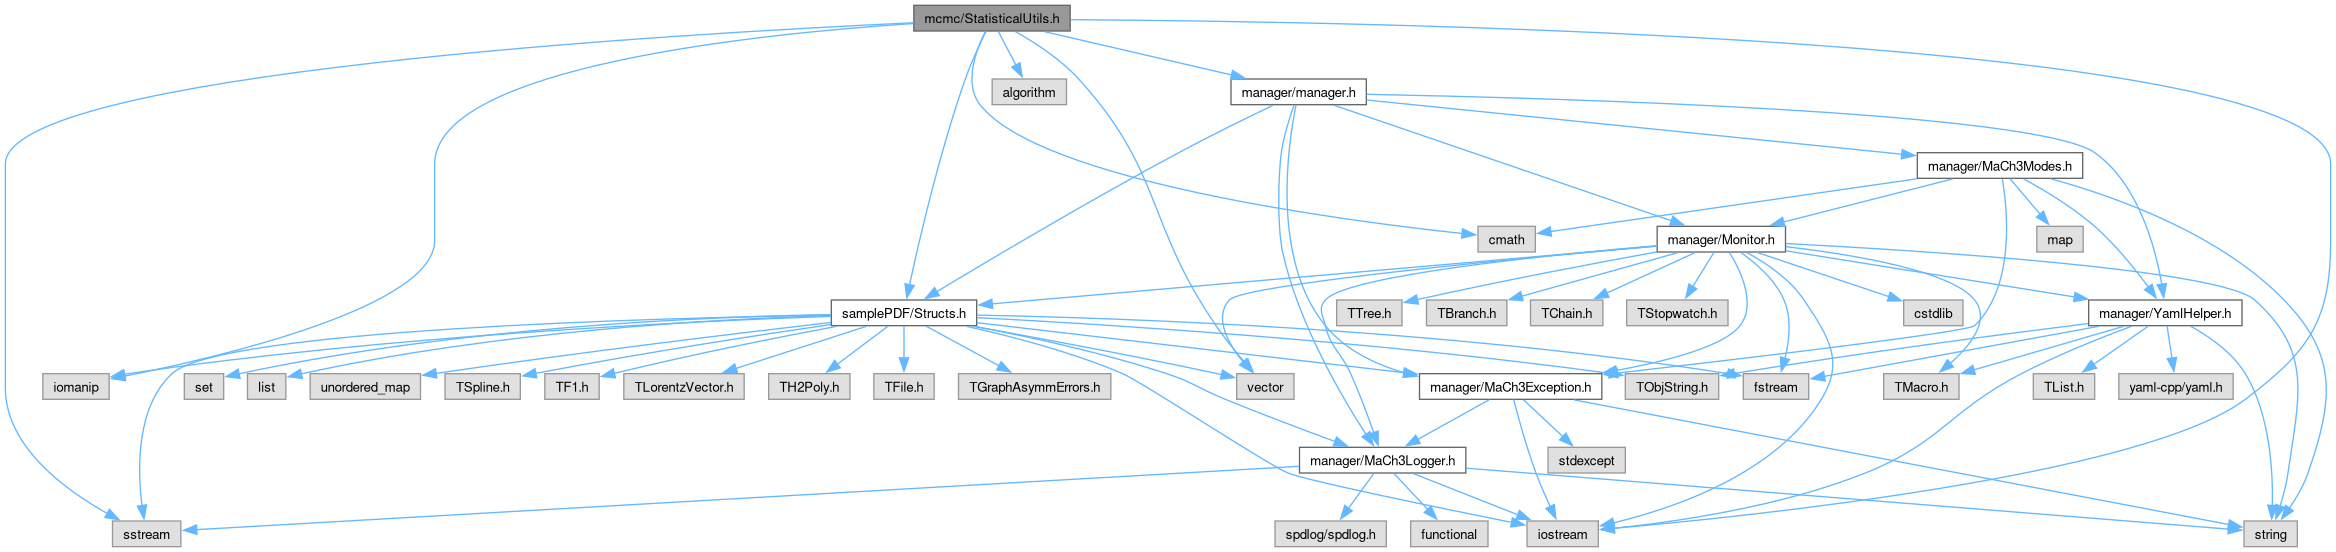 mcmc/StatisticalUtils.h
algorithm
manager/manager.h
manager/MaCh3Modes.h
cmath
manager/Monitor.h
map
samplePDF/Structs.h
TTree.h
TBranch.h
TChain.h
TStopwatch.h
cstdlib
manager/YamlHelper.h
iomanip
set
list
unordered_map
TSpline.h
TF1.h
TLorentzVector.h
TH2Poly.h
TFile.h
TGraphAsymmErrors.h
vector
manager/MaCh3Exception.h
TObjString.h
fstream
TMacro.h
TList.h
yaml-cpp/yaml.h
manager/MaCh3Logger.h
stdexcept
sstream
spdlog/spdlog.h
functional
iostream
string